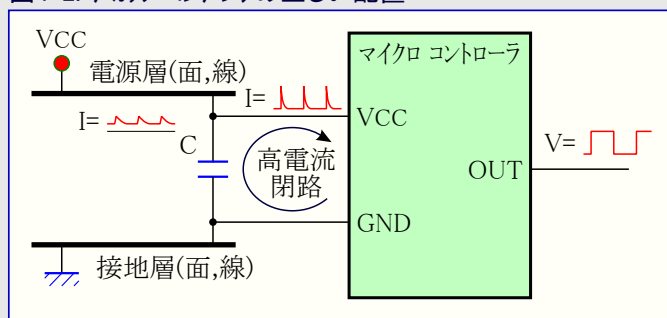 VCC
電源層(面,線)
マイクロ コントローラ
I=
I=
VCC
C
高電流
閉路
V=
OUT
GND
接地層(面,線)